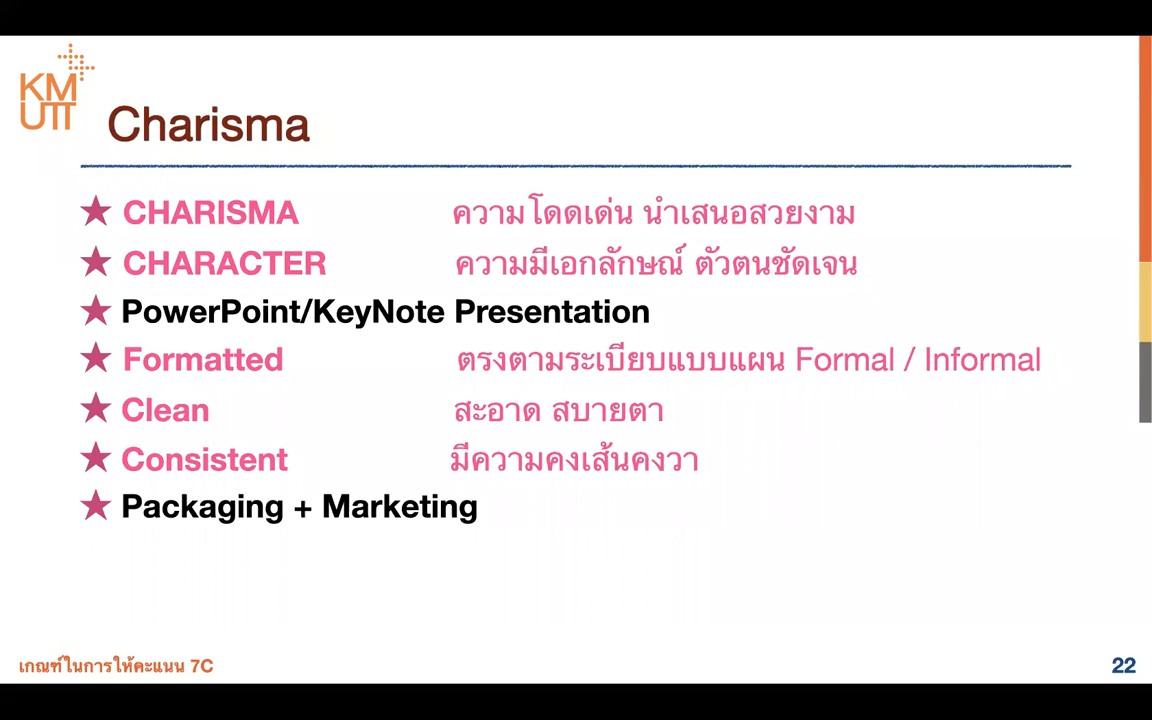 KM
UTT
Charisma
★ CHARISMA ความโดดเด่น นำเสนอสวยงาม
★ CHARACTER ความมีเอกลักษณ์ ตัวตนชัดเจน
★ PowerPoint/KeyNote Presentation
★ Formatted ตรงตามระเบียบแบบแผน Formal / Informal
★ Clean สะอาด สบายตา
★ Consistent มีความคงเส้นคงวา
★ Packaging + Marketing
เกณฑ์ในการให้คะแนน 7C
22